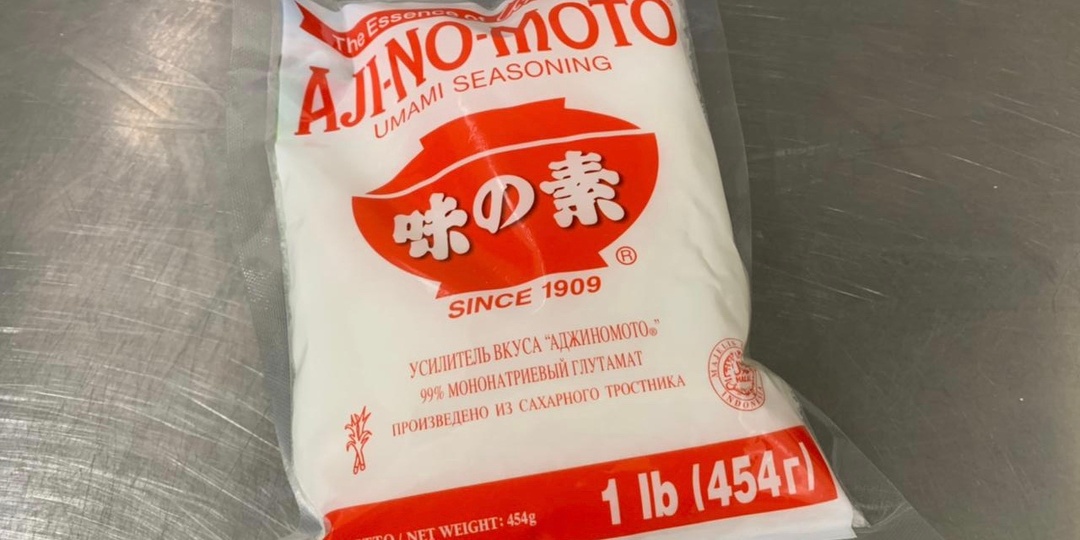 The Essence of
AJI-NO-MOTO
UMAMI SEASONING
味の素
®
SINCE 1909
УСИЛИТЕЛЬ ВКУСА "АДЖИНОМОТО®"
99% МОНОНАТРИЕВЫЙ ГЛУТАМАТ
ПРОИЗВЕДЕНО ИЗ САХАРНОГО ТРОСТНИКА
INDONESIA
/ NET WEIGHT: 454g
1 lb (454г)